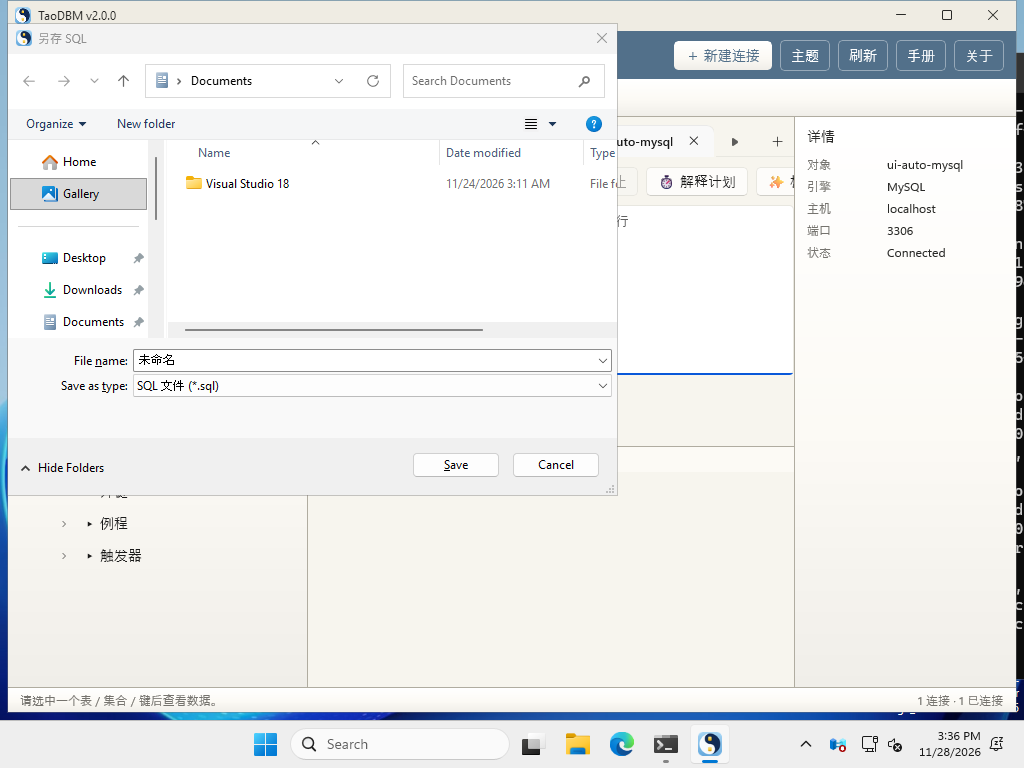 TaoDBM v2.0.0
另存 SQL
+ 新建连接
主题
刷新
手册
关于
Documents
Search Documents
Organize
New folder
Home
Gallery
Desktop
Downloads
Documents
Name
Date modified
Type
Visual Studio 18
11/24/2026 3:11 AM
File
File name:
未命名
Save as type:
SQL 文件 (*.sql)
Hide Folders
Save
Cancel
uto-mysql
止
解释计划
行
详情
对象
ui-auto-mysql
引擎
MySQL
主机
localhost
端口
3306
状态
Connected
例程
触发器
请选中一个表 / 集合 / 键后查看数据。
1 连接 · 1 已连接
Search
3:36 PM
11/28/2026